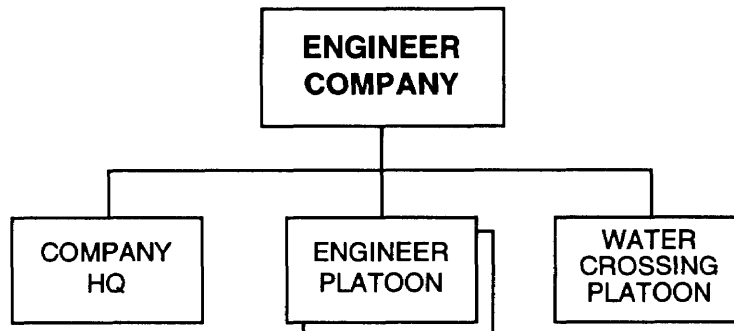 ENGINEER
COMPANY
COMPANY
HQ
ENGINEER
PLATOON
WATER
CROSSING
PLATOON